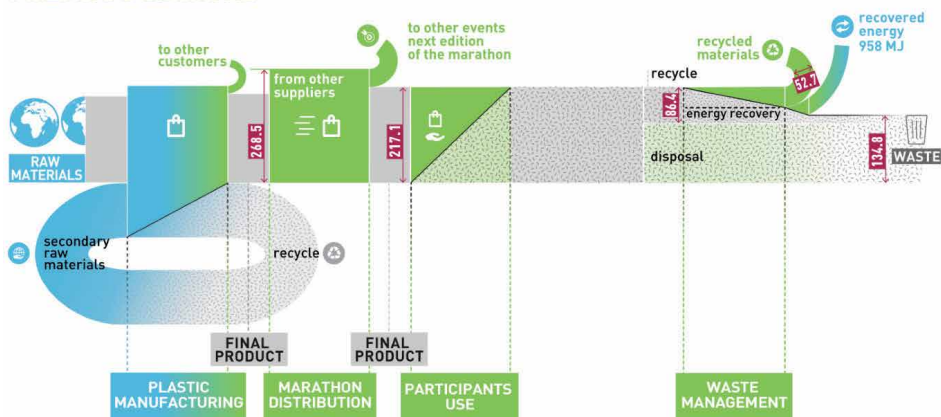 to other
customers
to other events
next edition
of the marathon
recycled
materials
recovered
energy
958 MJ
52.7
from other
suppliers
recycle
268.5
217.1
86.4
energy recovery
disposal
134.8
WASTE
RAW
MATERIALS
secondary
raw
materials
recycle
FINAL
PRODUCT
FINAL
PRODUCT
PLASTIC
MANUFACTURING
MARATHON
DISTRIBUTION
PARTICIPANTS
USE
WASTE
MANAGEMENT